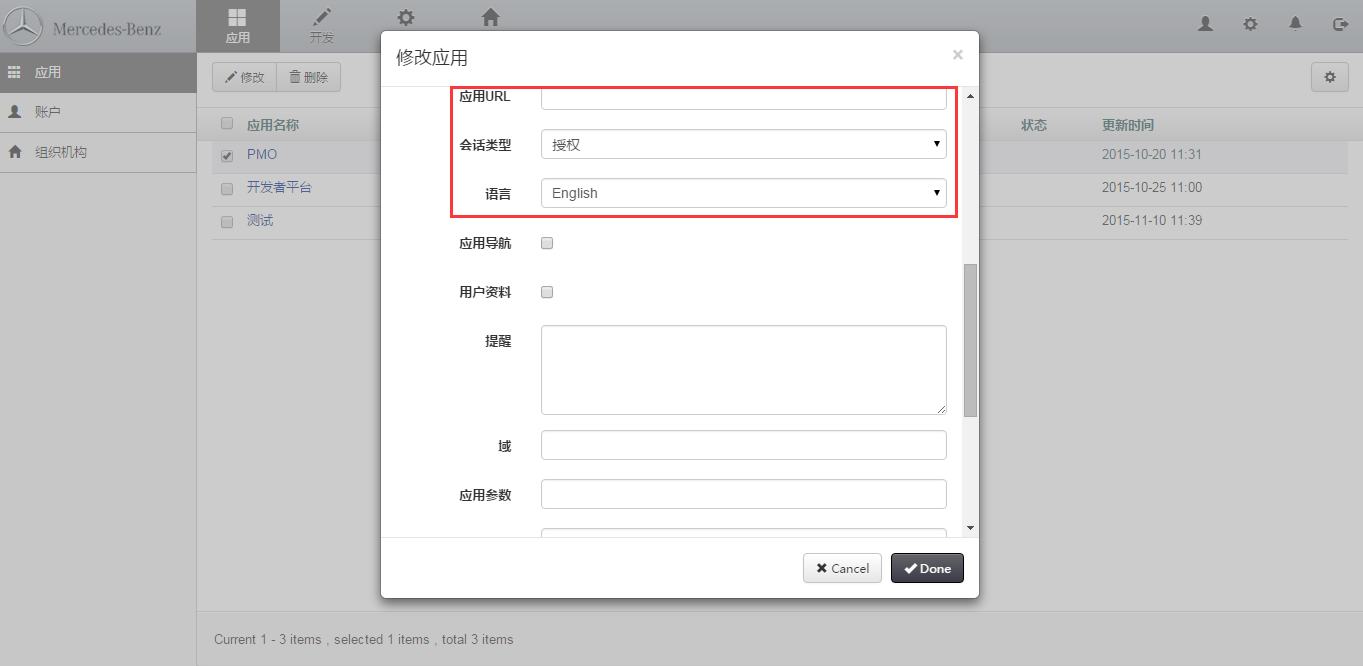 Mercedes-Benz
应用
开发
应用
账户
组织机构
修改 删除
应用名称 状态 更新时间
PMO 2015-10-20 11:31
开发者平台 2015-10-25 11:00
测试 2015-11-10 11:39
修改应用 ×
应用URL
会话类型 授权
语言 English
应用导航
用户资料
提醒
域
应用参数
Cancel Done
Current 1 - 3 items , selected 1 items , total 3 items